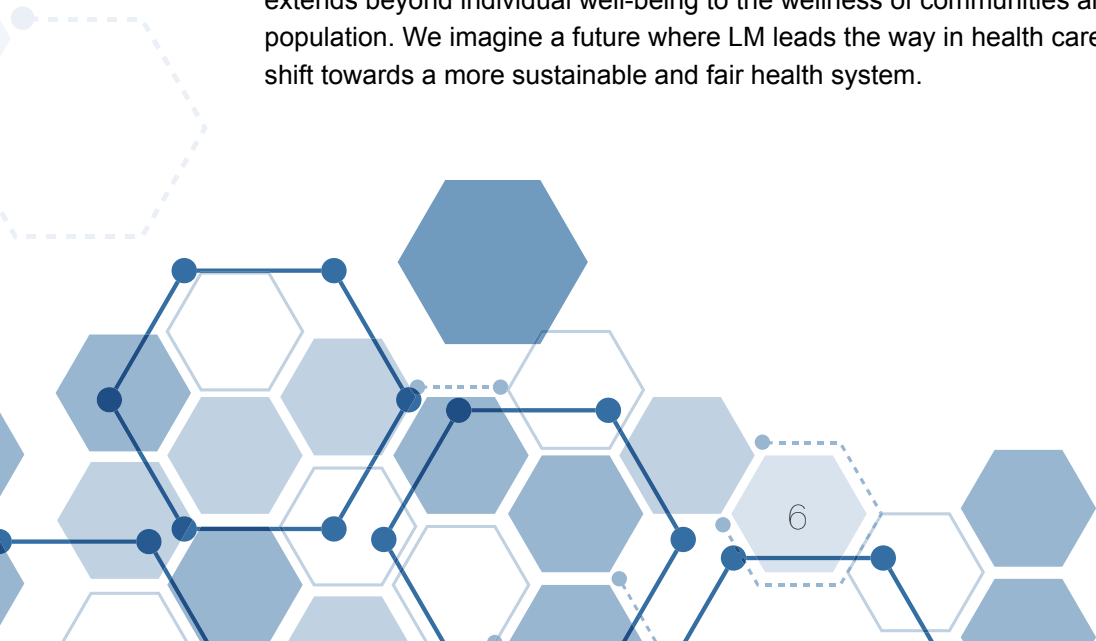 extends beyond individual well-being to the wellness of communities
population. We imagine a future where LM leads the way in health care
shift towards a more sustainable and fair health system.
6